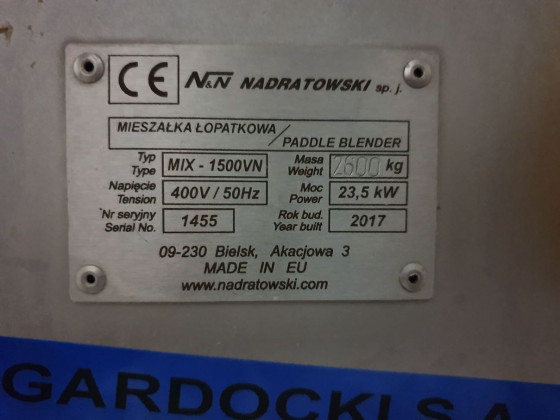 CE N&N NADRATOWSKI sp. j.
MIESZAŁKA ŁOPATKOWA / PADDLE BLENDER
Typ Type MIX - 1500VN Masa Weight 2600 kg
Napięcie Tension 400V / 50Hz Moc Power 23,5 kW
Nr seryjny Serial No. 1455 Rok bud. Year built 2017
09-230 Bielsk, Akacjowa 3
MADE IN EU
www.nadratowski.com
GARDOCKI S.A.